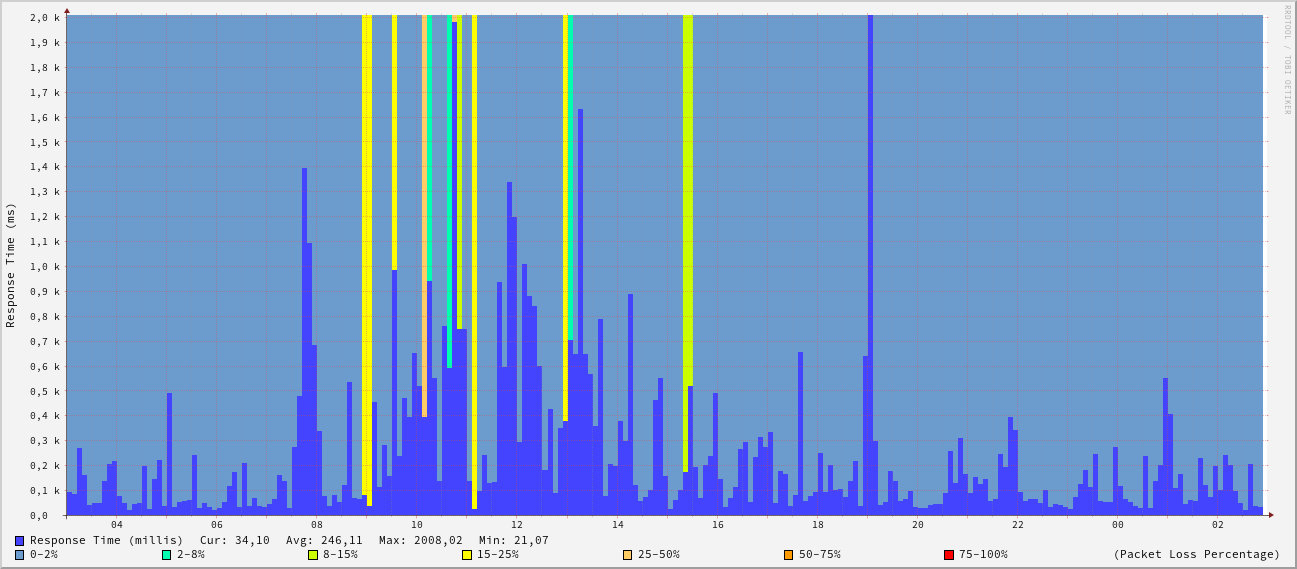 2,0 k
1,9 k
1,8 k
1,7 k
1,6 k
1,5 k
1,4 k
1,3 k
1,2 k
1,1 k
1,0 k
0,9 k
0,8 k
0,7 k
0,6 k
0,5 k
0,4 k
0,3 k
0,2 k
0,1 k
0,0
Response Time (ms)
RRDTOOL / TOBI OETIKER
04 06 08 10 12 14 16 18 20 22 00 02
Response Time (millis) Cur: 34,10 Avg: 246,11 Max: 2008,02 Min: 21,07
0-2% 2-8% 8-15% 15-25% 25-50% 50-75% 75-100% (Packet Loss Percentage)